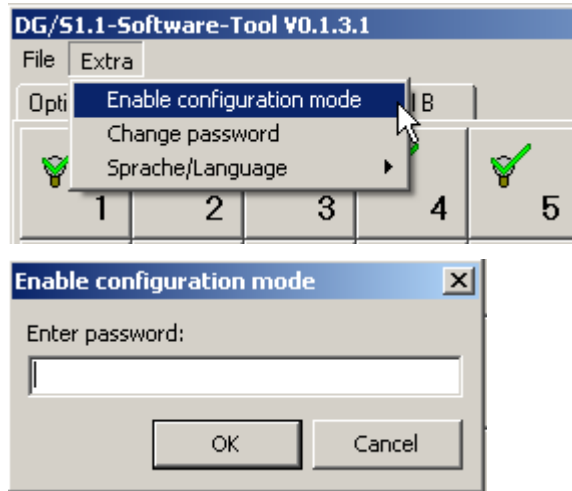 DG/S1.1-Software-Tool V0.1.3.1
File Extra
Opti Enable configuration mode l B
Change password
Sprache/Language
1 2 3 4 5
Enable configuration mode
Enter password:
OK Cancel